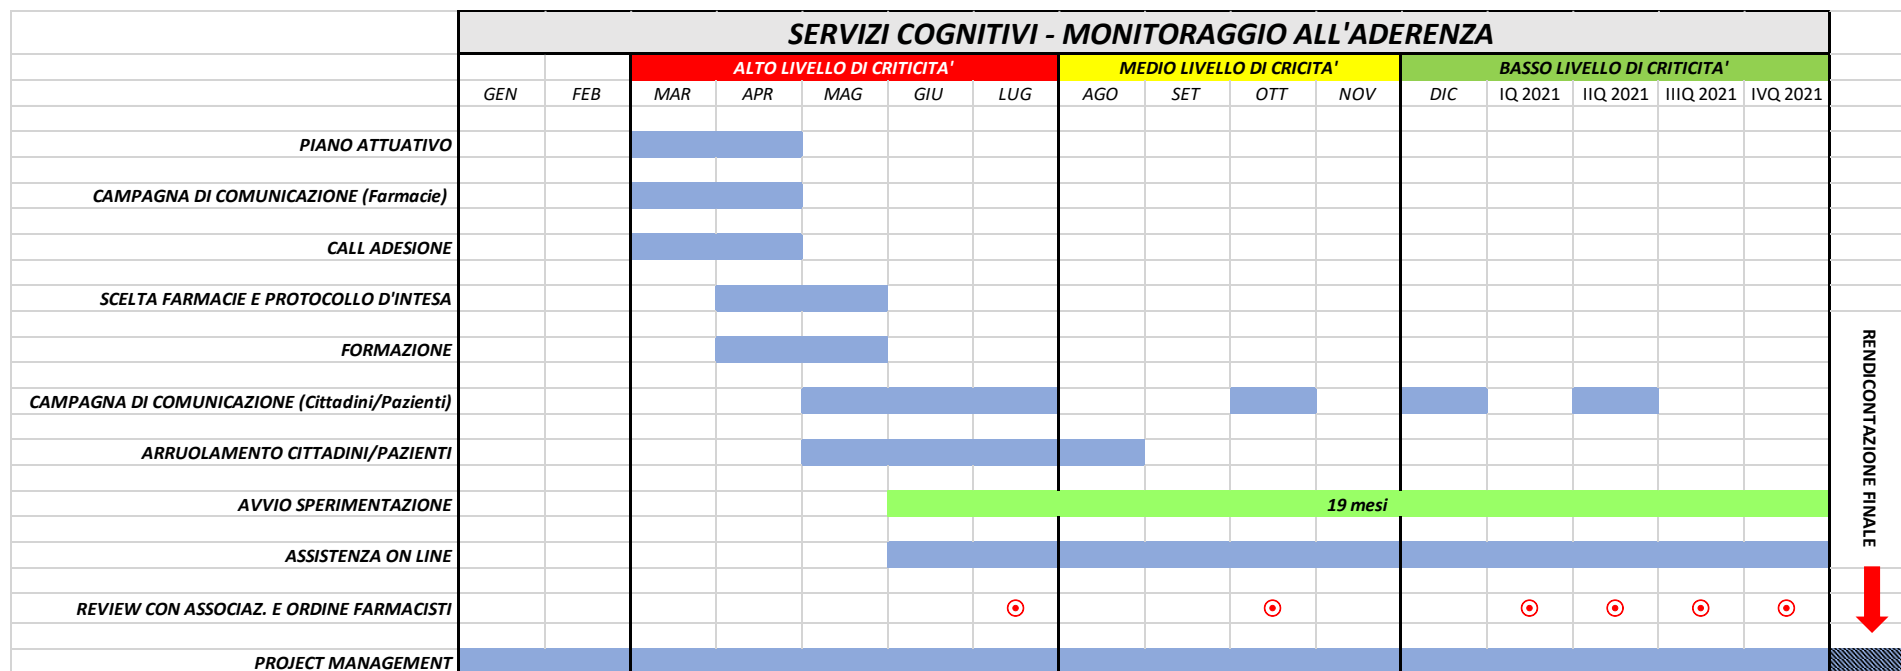 SERVIZI COGNITIVI - MONITORAGGIO ALL'ADERENZA
ALTO LIVELLO DI CRITICITA' MEDIO LIVELLO DI CRICITA' BASSO LIVELLO DI CRITICITA'
GEN FEB MAR APR MAG GIU LUG AGO SET OTT NOV DIC IQ 2021 IIQ 2021 IIIQ 2021 IVQ 2021
PIANO ATTUATIVO
CAMPAGNA DI COMUNICAZIONE (Farmacie)
CALL ADESIONE
SCELTA FARMACIE E PROTOCOLLO D'INTESA
FORMAZIONE
CAMPAGNA DI COMUNICAZIONE (Cittadini/Pazienti)
ARRUOLAMENTO CITTADINI/PAZIENTI
AVVIO SPERIMENTAZIONE 19 mesi
ASSISTENZA ON LINE
REVIEW CON ASSOCIAZ. E ORDINE FARMACISTI
PROJECT MANAGEMENT
RENDICONTAZIONE FINALE